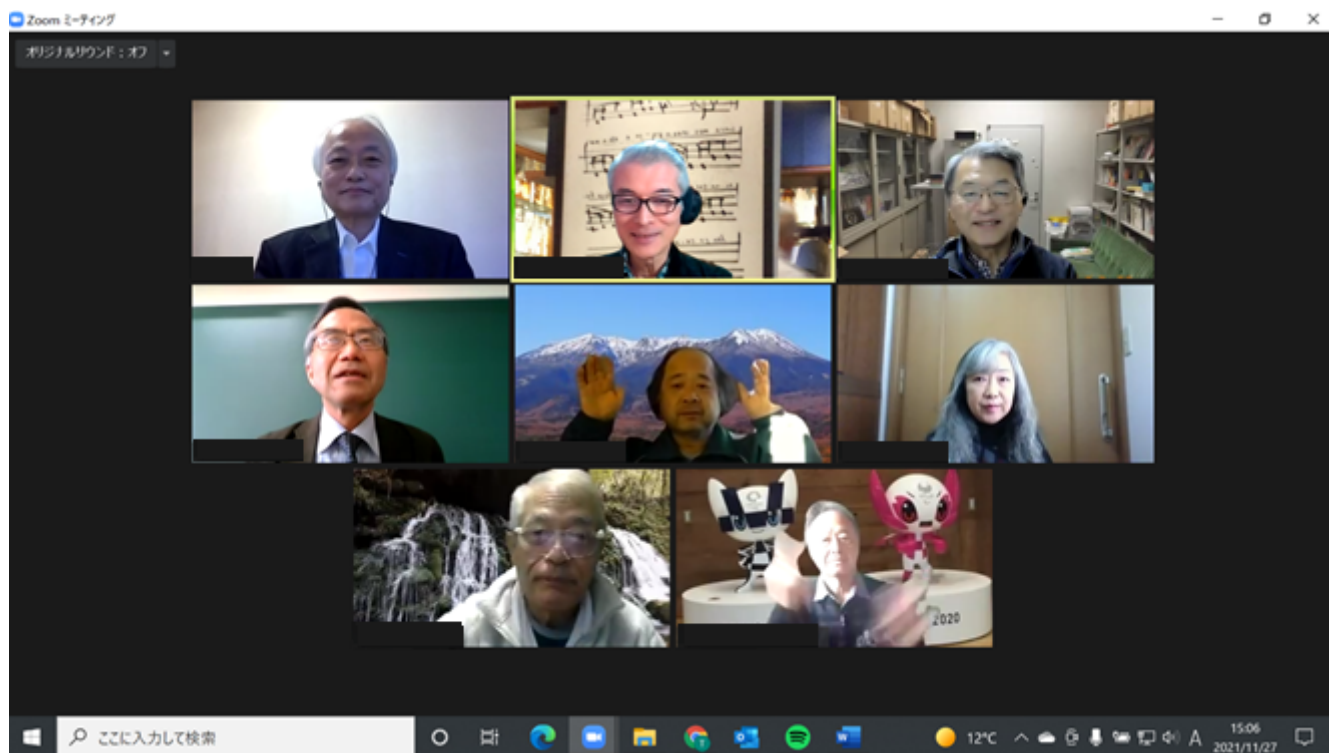 Zoom ミーティング
オリジナルサウンド：オフ
2020
ここに入力して検索
12°C
A
15:06
2021/11/27